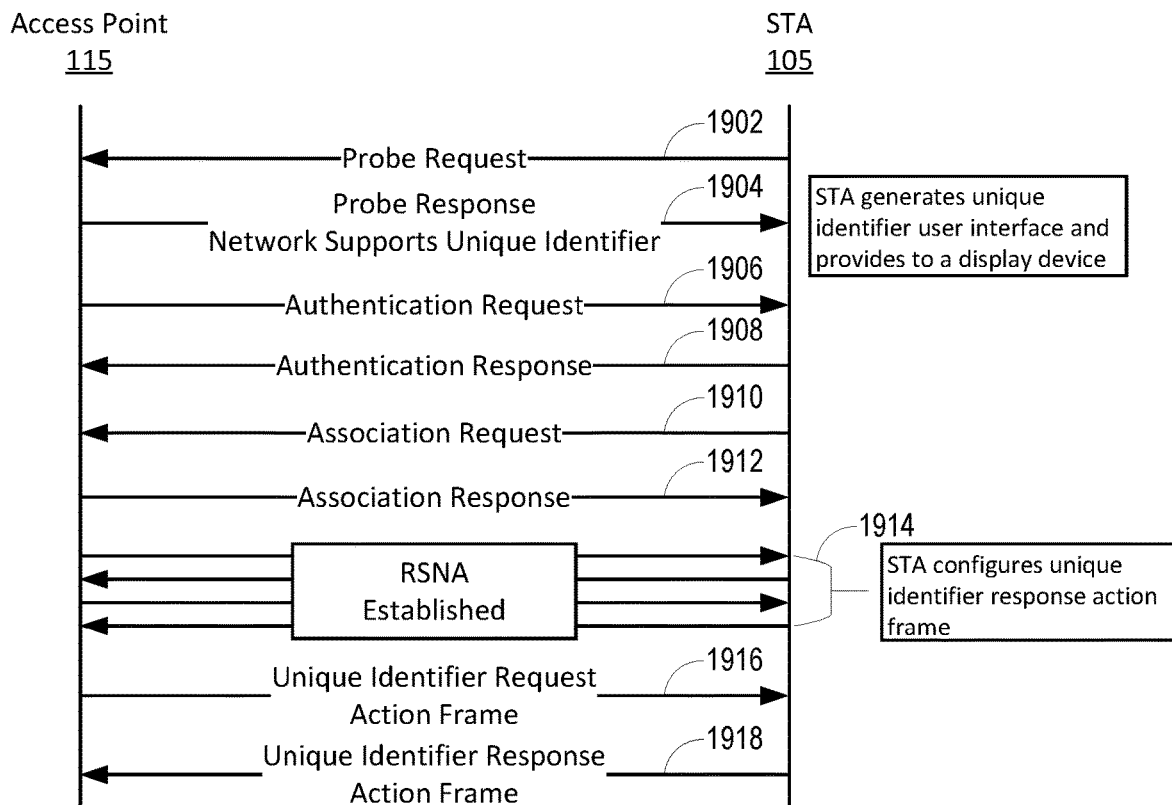 Access Point
115
STA
105
1902
Probe Request
1904
Probe Response
Network Supports Unique Identifier
STA generates unique
identifier user interface and
provides to a display device
1906
Authentication Request
1908
Authentication Response
1910
Association Request
1912
Association Response
1914
RSNA
Established
STA configures unique
identifier response action
frame
1916
Unique Identifier Request
Action Frame
1918
Unique Identifier Response
Action Frame